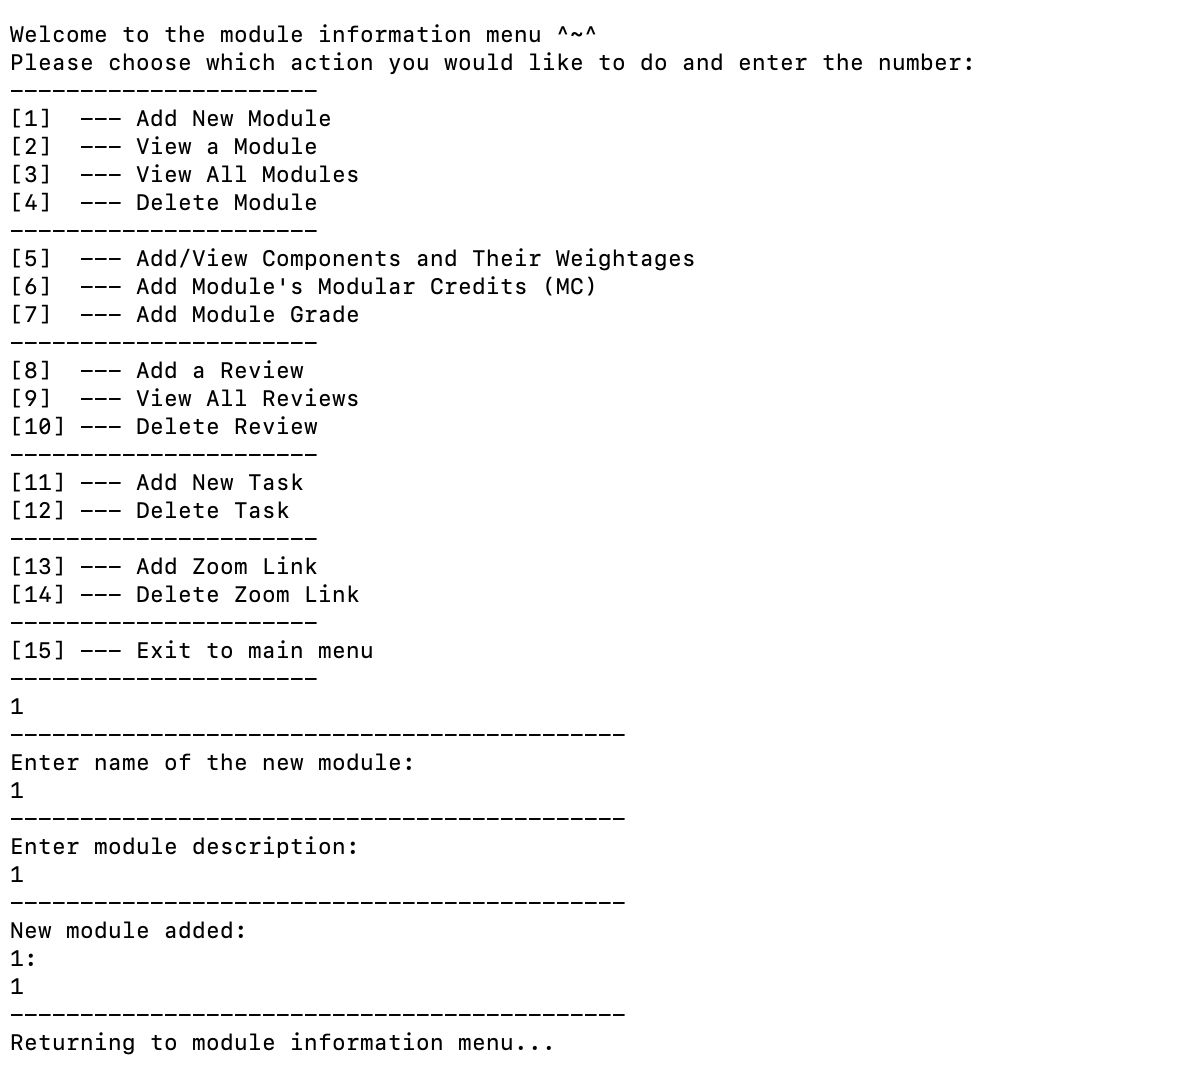 Welcome to the module information menu ^~^
Please choose which action you would like to do and enter the number:
----------------------
[1]  --- Add New Module
[2]  --- View a Module
[3]  --- View All Modules
[4]  --- Delete Module
----------------------
[5]  --- Add/View Components and Their Weightages
[6]  --- Add Module's Modular Credits (MC)
[7]  --- Add Module Grade
----------------------
[8]  --- Add a Review
[9]  --- View All Reviews
[10] --- Delete Review
----------------------
[11] --- Add New Task
[12] --- Delete Task
----------------------
[13] --- Add Zoom Link
[14] --- Delete Zoom Link
----------------------
[15] --- Exit to main menu
----------------------
1
--------------------------------------------
Enter name of the new module:
1
--------------------------------------------
Enter module description:
1
--------------------------------------------
New module added:
1:
1
--------------------------------------------
Returning to module information menu...